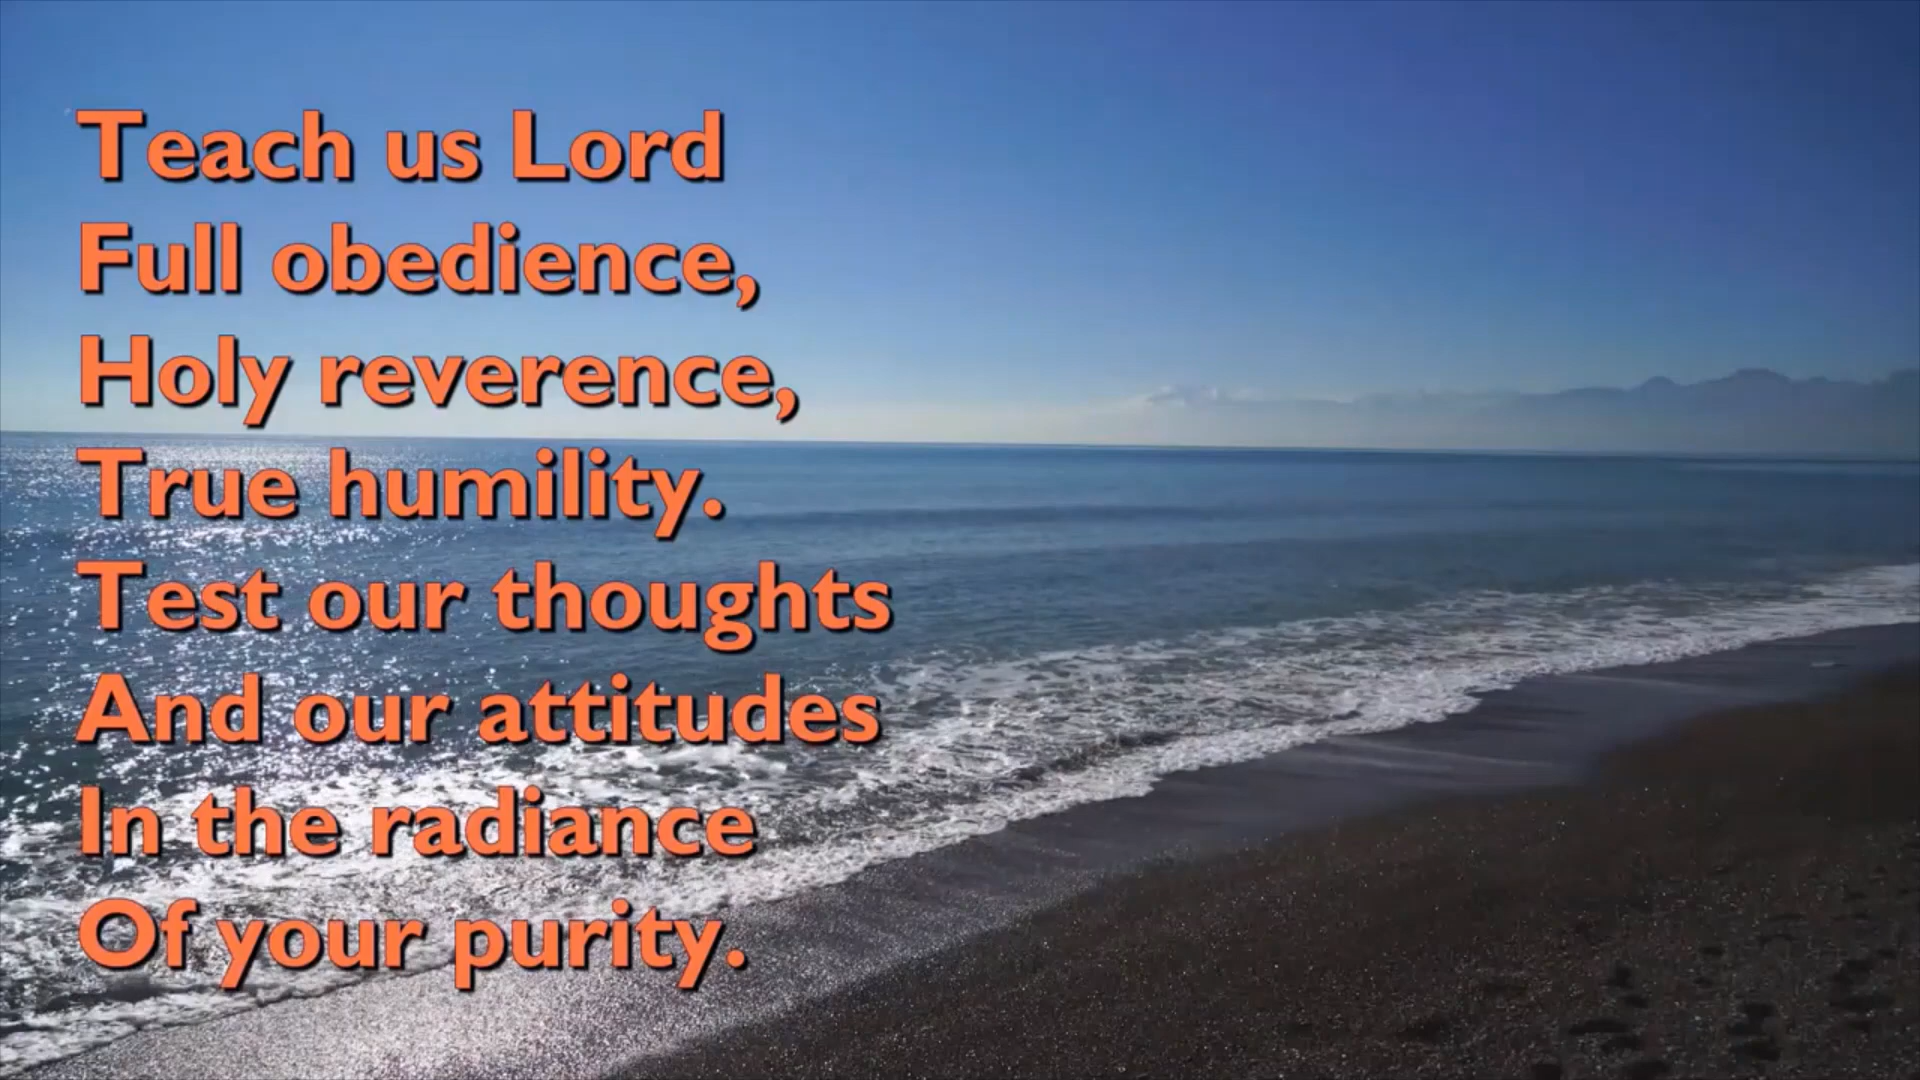 Teach us Lord
Full obedience,
Holy reverence,
True humility.
Test our thoughts
And our attitudes
In the radiance
Of your purity.